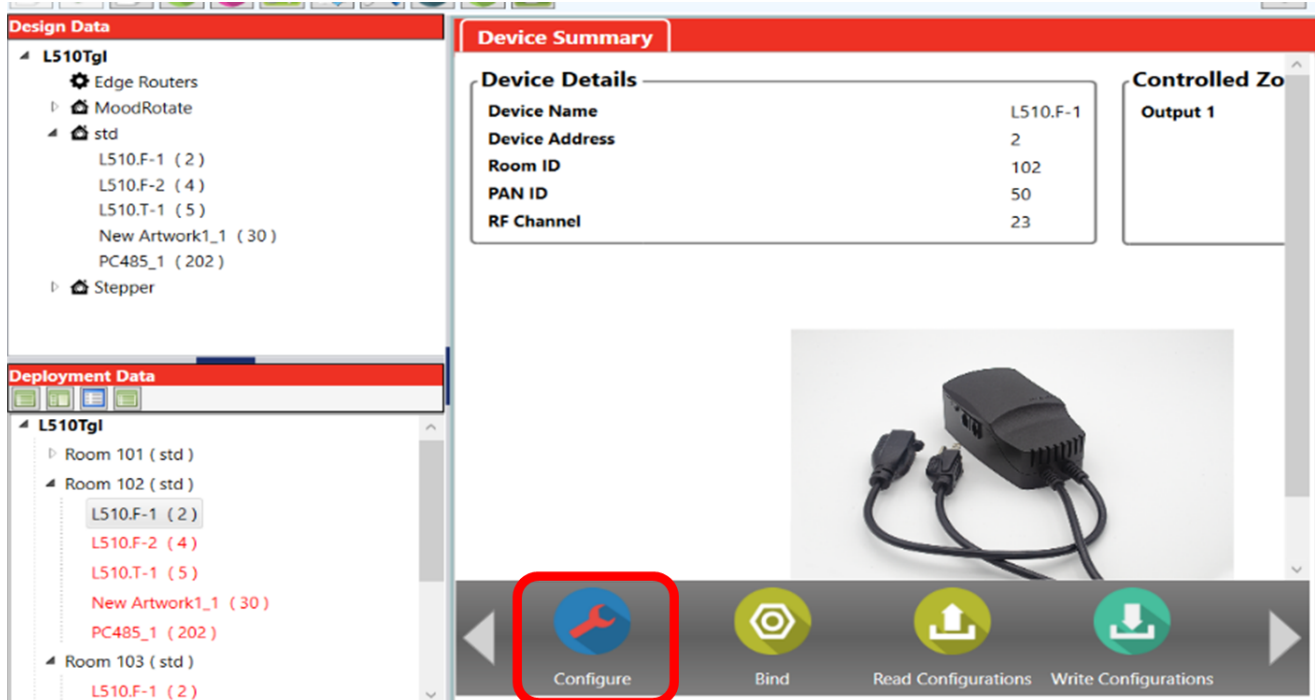 Design Data
L510Tgl
Edge Routers
MoodRotate
std
L510.F-1 ( 2 )
L510.F-2 ( 4 )
L510.T-1 ( 5 )
New Artwork1_1 ( 30 )
PC485_1 ( 202 )
Stepper
Deployment Data
L510Tgl
Room 101 ( std )
Room 102 ( std )
L510.F-1 ( 2 )
L510.F-2 ( 4 )
L510.T-1 ( 5 )
New Artwork1_1 ( 30 )
PC485_1 ( 202 )
Room 103 ( std )
L510.F-1 ( 2 )
Device Summary
Device Details
Device Name L510.F-1
Device Address 2
Room ID 102
PAN ID 50
RF Channel 23
Controlled Zo
Output 1
Configure
Bind
Read Configurations
Write Configurations